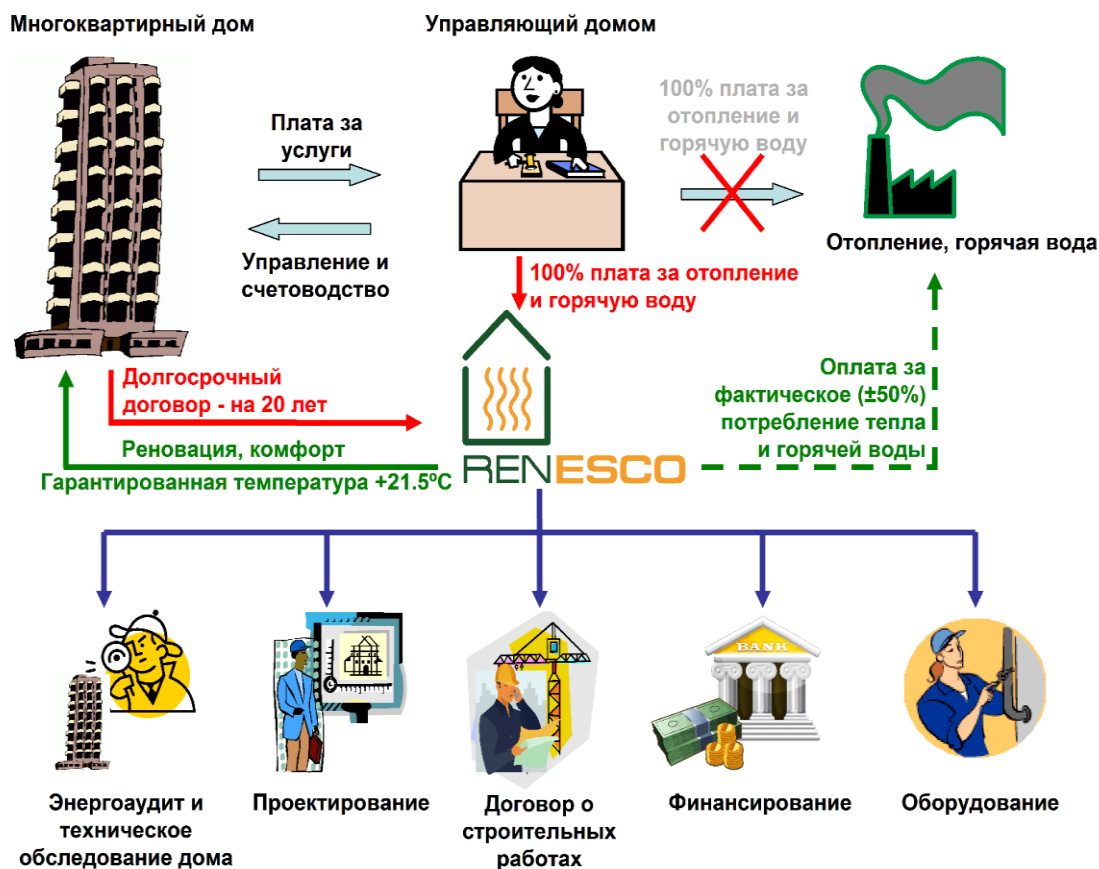 Многоквартирный дом
Управляющий домом
Плата за
услуги
100% плата за
отопление и
горячую воду
Управление и
счетоводство
Отопление, горячая вода
100% плата за отопление
и горячую воду
Долгосрочный
договор - на 20 лет
Оплата за
фактическое (±50%)
потребление тепла
и горячей воды
Реновация, комфорт
Гарантированная температура +21.5ºC
RENESCO
BANK
Энергоаудит и
техническое
обследование дома
Проектирование
Договор о
строительных
работах
Финансирование
Оборудование